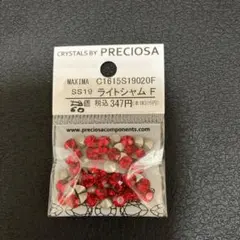 CRYSTALS BY PRECIOSA
MAXIMA C1615S19020F
SS19 ライトシャム F
税込 347円
www.preciosacomponents.com